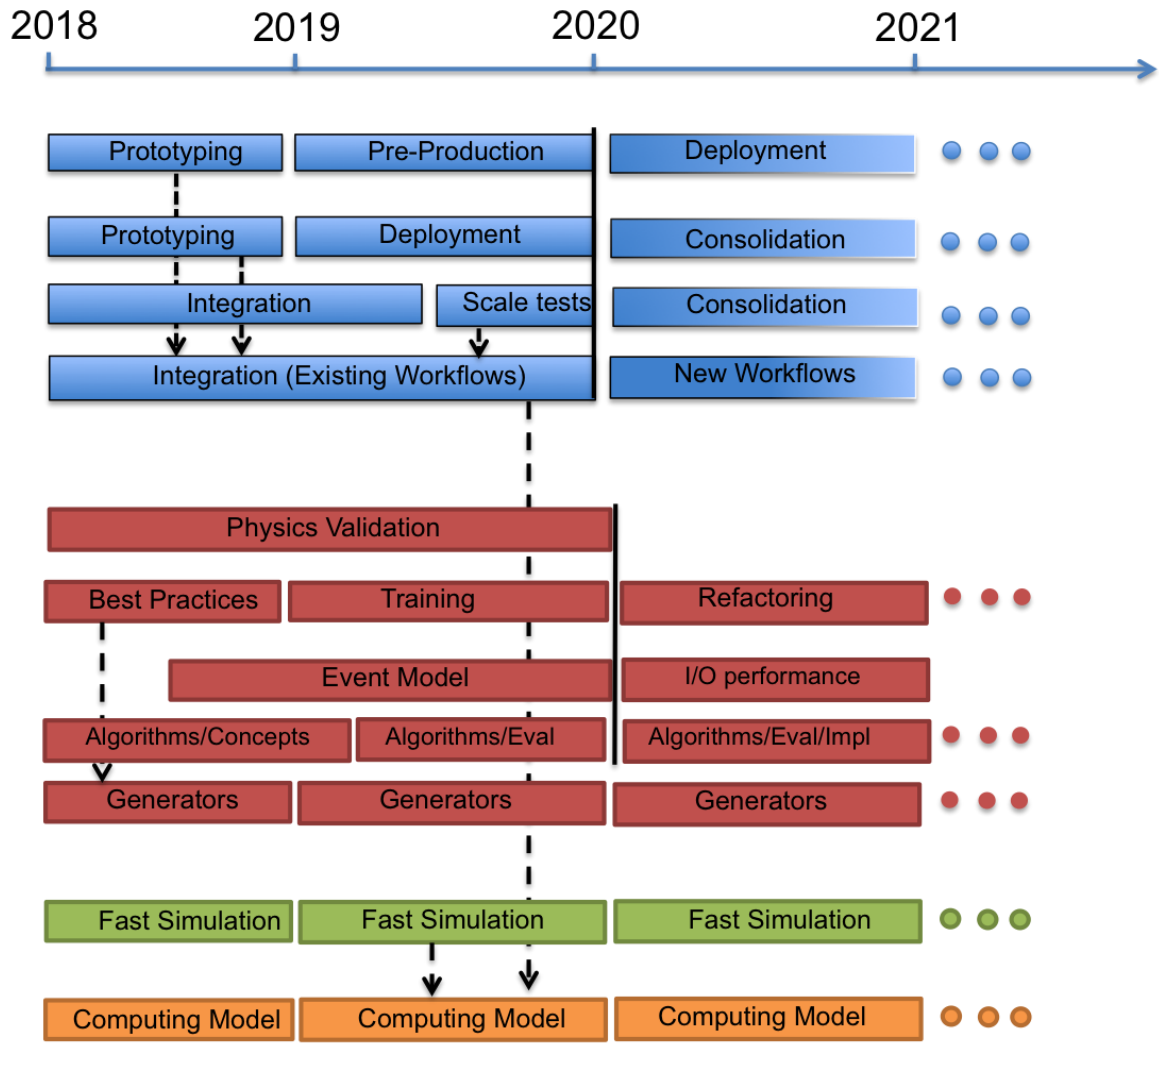 2018
2019
2020
2021
Prototyping
Pre-Production
Deployment
Prototyping
Deployment
Consolidation
Integration
Scale tests
Consolidation
Integration (Existing Workflows)
New Workflows
Physics Validation
Best Practices
Training
Refactoring
Event Model
I/O performance
Algorithms/Concepts
Algorithms/Eval
Algorithms/Eval/Impl
Generators
Generators
Generators
Fast Simulation
Fast Simulation
Fast Simulation
Computing Model
Computing Model
Computing Model